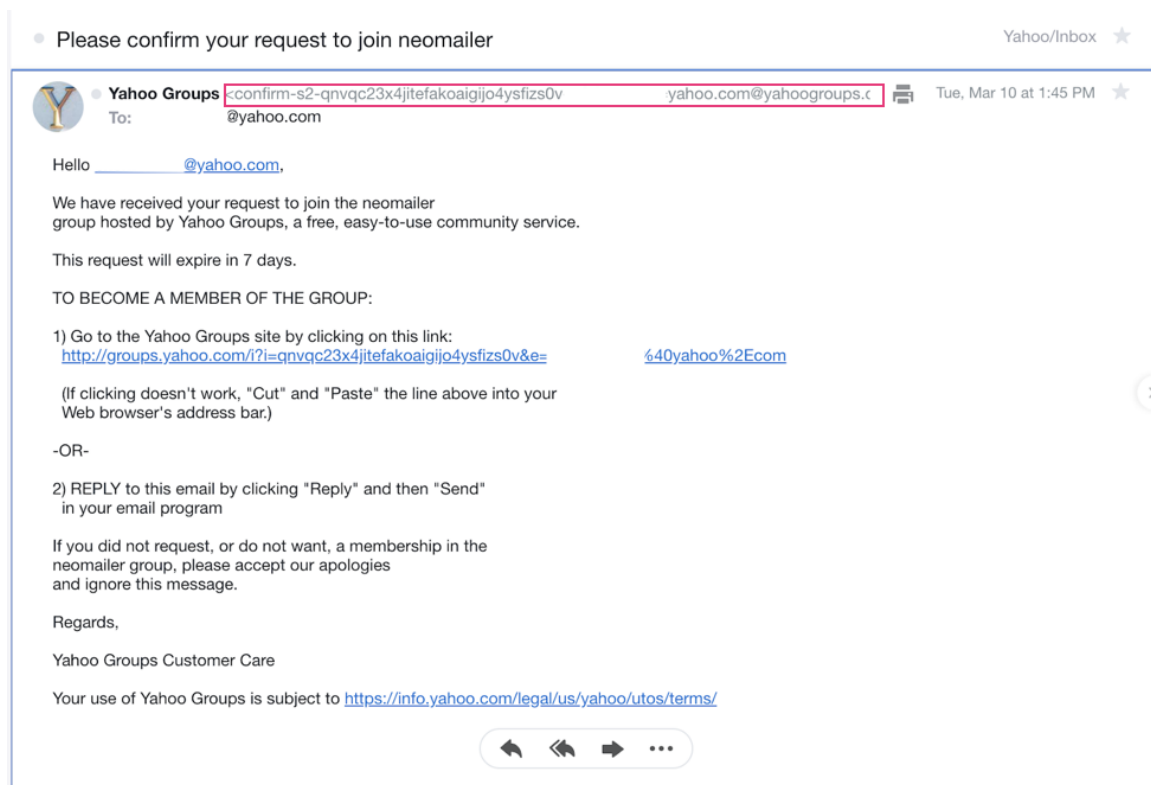 Please confirm your request to join neomailer
Yahoo/Inbox
Yahoo Groups <confirm-s2-qnvqc23x4jitefakoaigijo4ysfizs0v yahoo.com@yahoogroups.c
Tue, Mar 10 at 1:45 PM
To: @yahoo.com
Hello @yahoo.com,
We have received your request to join the neomailer
group hosted by Yahoo Groups, a free, easy-to-use community service.
This request will expire in 7 days.
TO BECOME A MEMBER OF THE GROUP:
1) Go to the Yahoo Groups site by clicking on this link:
http://groups.yahoo.com/i?i=qnvqc23x4jitefakoaigijo4ysfizs0v&e= %40yahoo%2Ecom
(If clicking doesn't work, "Cut" and "Paste" the line above into your
Web browser's address bar.)
-OR-
2) REPLY to this email by clicking "Reply" and then "Send"
in your email program
If you did not request, or do not want, a membership in the
neomailer group, please accept our apologies
and ignore this message.
Regards,
Yahoo Groups Customer Care
Your use of Yahoo Groups is subject to https://info.yahoo.com/legal/us/yahoo/utos/terms/